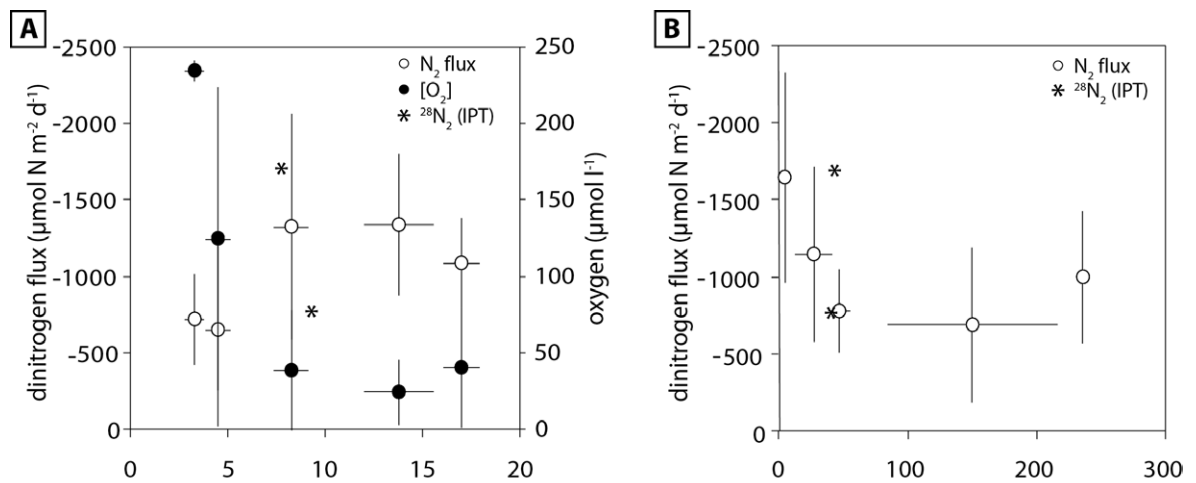 A
dinitrogen flux (µmol N m⁻² d⁻¹)
-2500
-2000
-1500
-1000
-500
0
0 5 10 15 20
N₂ flux
[O₂]
²⁸N₂ (IPT)
250
200
150
100
50
0
oxygen (µmol l⁻¹)
B
dinitrogen flux (µmol N m⁻² d⁻¹)
-2500
-2000
-1500
-1000
-500
0
0 100 200 300
N₂ flux
²⁸N₂ (IPT)